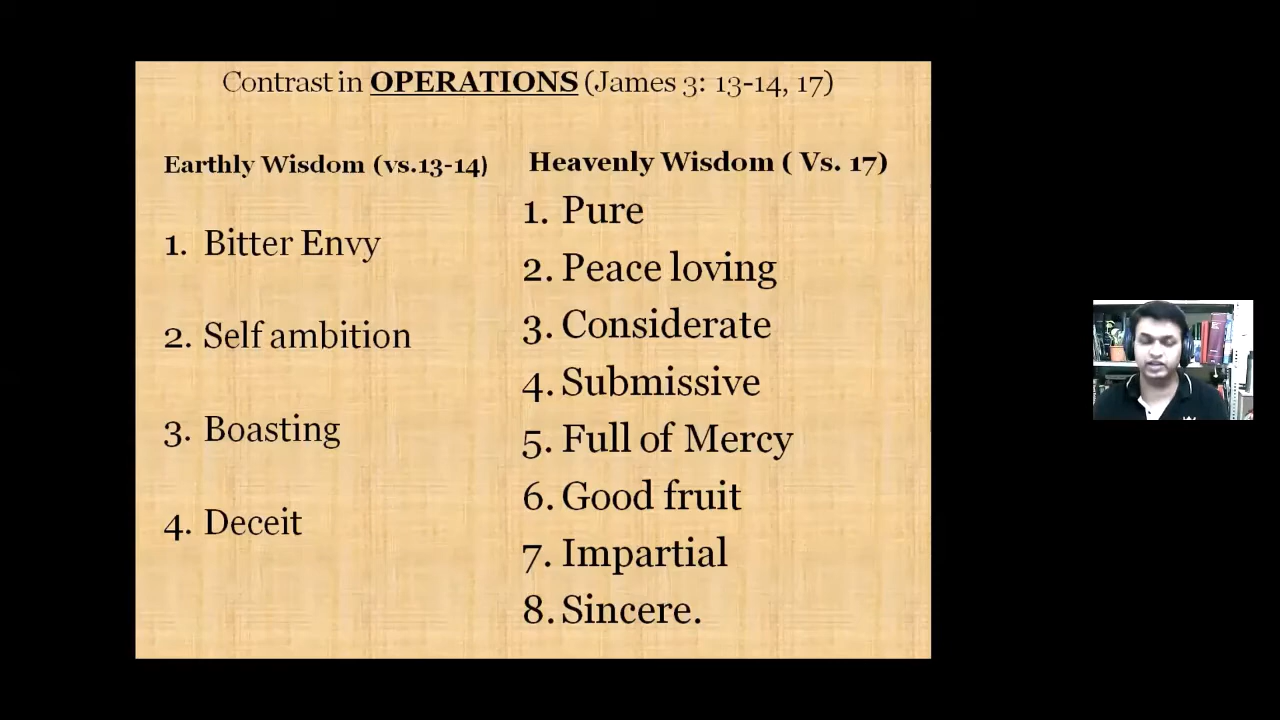 Contrast in OPERATIONS (James 3: 13-14, 17)
Earthly Wisdom (vs.13-14)
1. Bitter Envy
2. Self ambition
3. Boasting
4. Deceit
Heavenly Wisdom ( Vs. 17)
1. Pure
2. Peace loving
3. Considerate
4. Submissive
5. Full of Mercy
6. Good fruit
7. Impartial
8. Sincere.